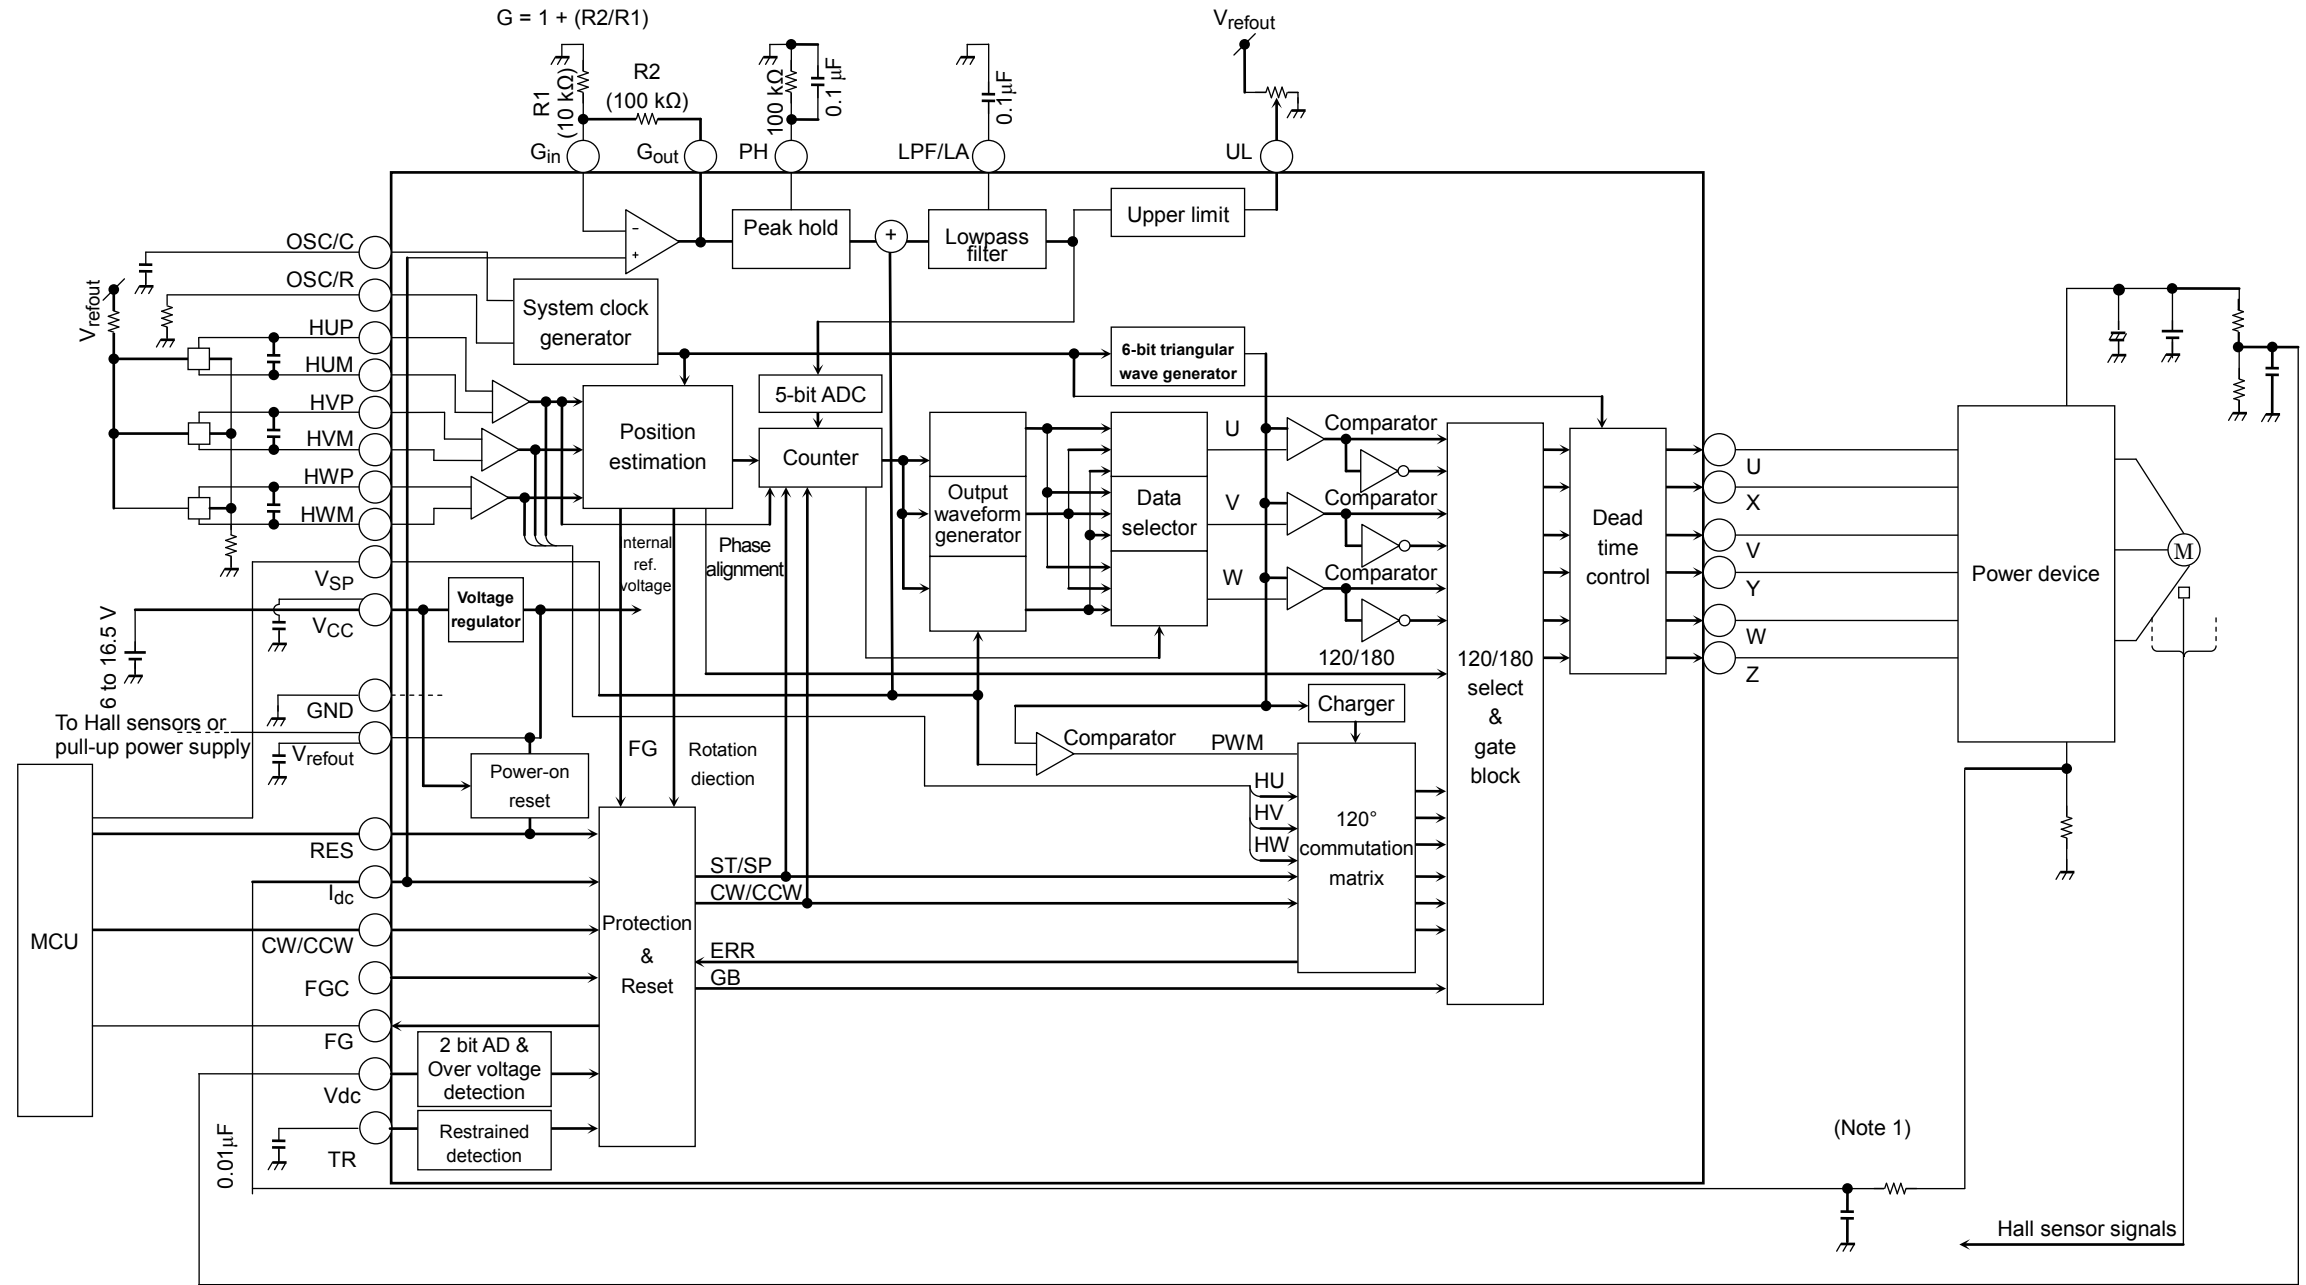 G = 1 + (R2/R1)
Vrefout
R1
(10 kΩ)
R2
(100 kΩ)
100 kΩ
0.1 μF
0.1μF
Gin
Gout
PH
LPF/LA
UL
Upper limit
Peak hold
+
Lowpass
filter
−
+
OSC/C
OSC/R
Vrefout
System clock
generator
HUP
HUM
HVP
HVM
HWP
HWM
6-bit triangular
wave generator
5-bit ADC
Position
estimation
Counter
Output
waveform
generator
Data
selector
U
V
W
Comparator
Comparator
Comparator
Dead
time
control
U
X
V
Y
W
Z
Power device
M
nternal
ref.
voltage
Phase
alignment
VSP
VCC
Voltage
regulator
6 to 16.5 V
GND
To Hall sensors or
pull-up power supply
Vrefout
120/180
120/180
select
&
gate
block
Charger
Comparator
PWM
FG
Rotation
diection
Power-on
reset
HU
HV
HW
120°
commutation
matrix
RES
Idc
MCU
CW/CCW
FGC
FG
Vdc
TR
Protection
&
Reset
ST/SP
CW/CCW
ERR
GB
2 bit AD &
Over voltage
detection
Restrained
detection
0.01μF
(Note 1)
Hall sensor signals